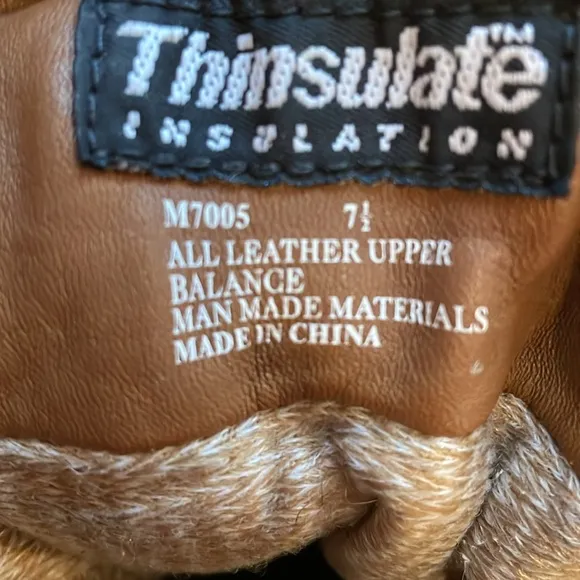 Thinsulate™
INSULATION
M7005 7½
ALL LEATHER UPPER
BALANCE
MAN MADE MATERIALS
MADE IN CHINA